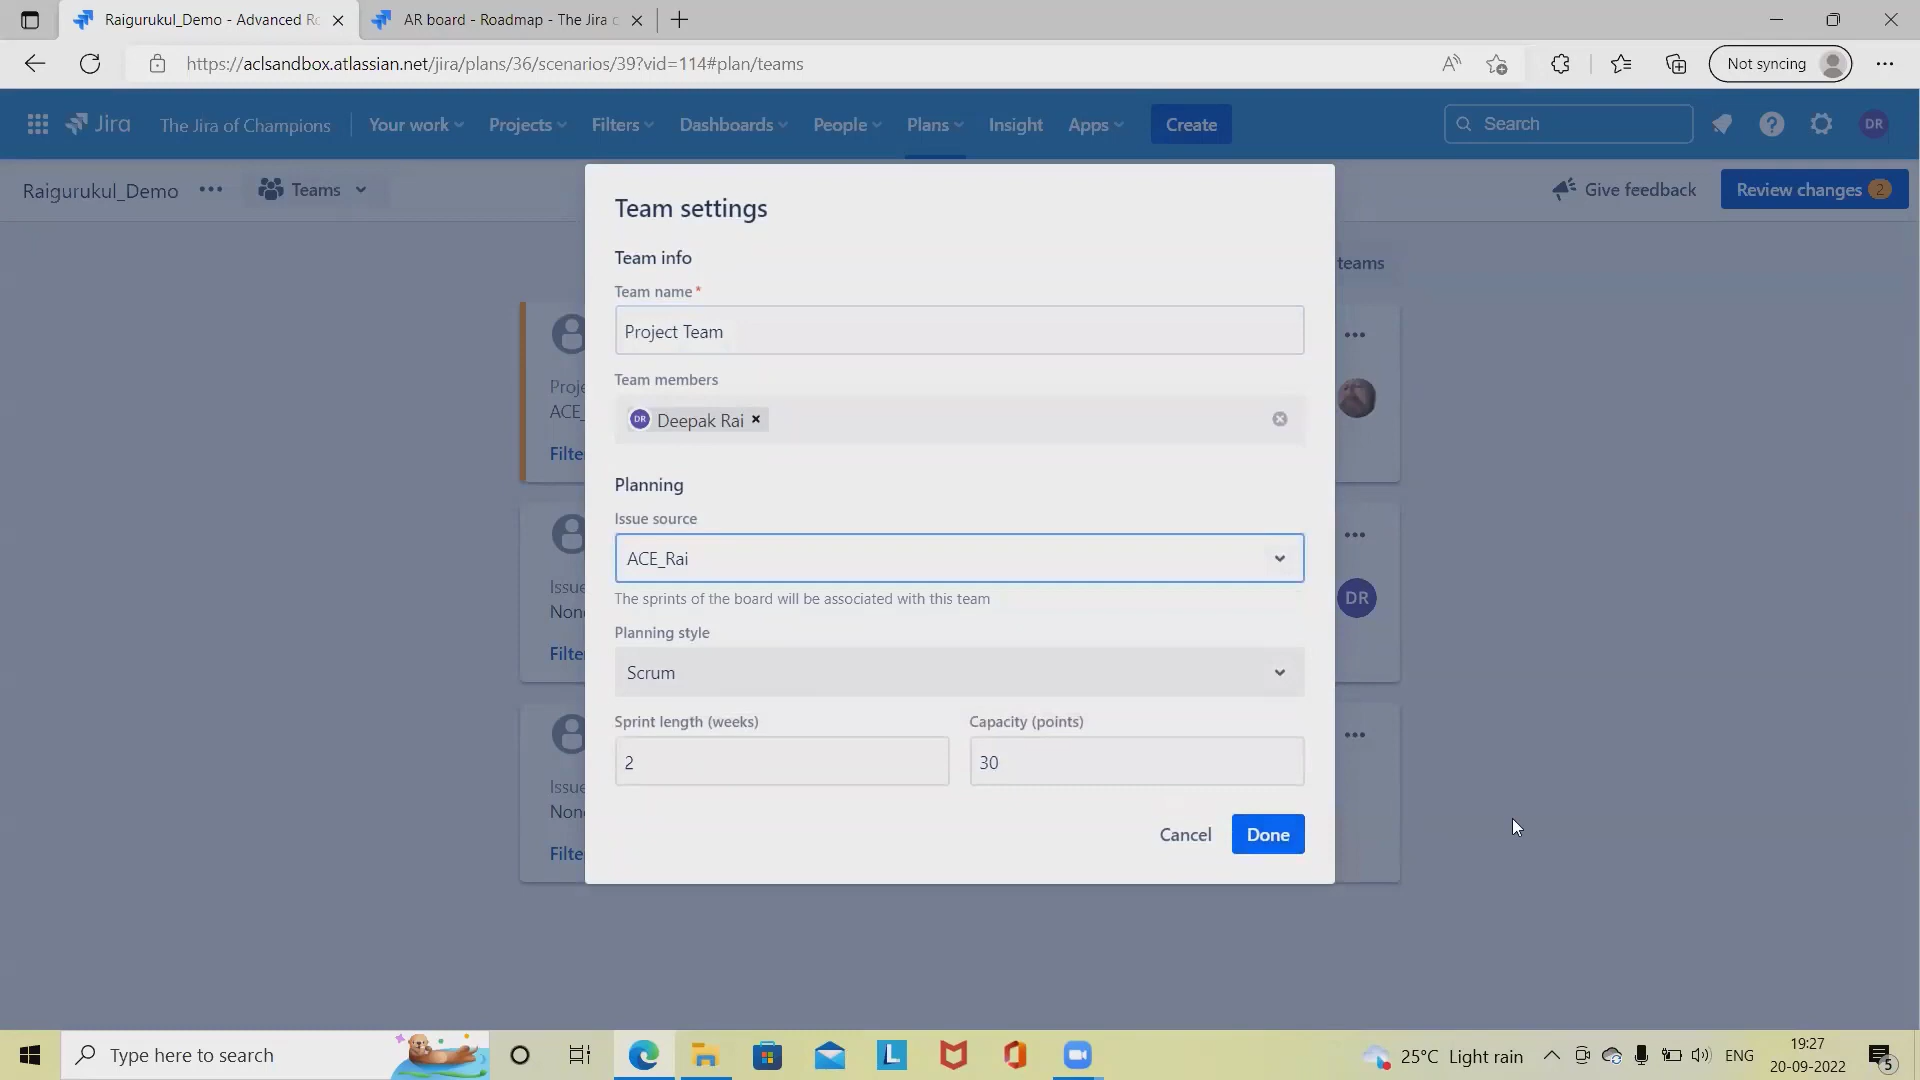 Raigurukul_Demo - Advanced Ro
AR board - Roadmap - The Jira c
https://aclsandbox.atlassian.net/jira/plans/36/scenarios/39?vid=114#plan/teams
Not syncing
Jira
The Jira of Champions
Your work
Projects
Filters
Dashboards
People
Plans
Insight
Apps
Create
Search
DR
Raigurukul_Demo
Teams
Give feedback
Review changes 2
Team settings
teams
Team info
Team name*
Project Team
Team members
Proje
ACE_
DR Deepak Rai
Filte
Planning
Issue source
ACE_Rai
The sprints of the board will be associated with this team
Issue
None
DR
Planning style
Filte
Scrum
Sprint length (weeks)
Capacity (points)
2
30
Issue
None
Cancel
Done
Filte
Type here to search
L
25°C Light rain
ENG
19:27
20-09-2022
5